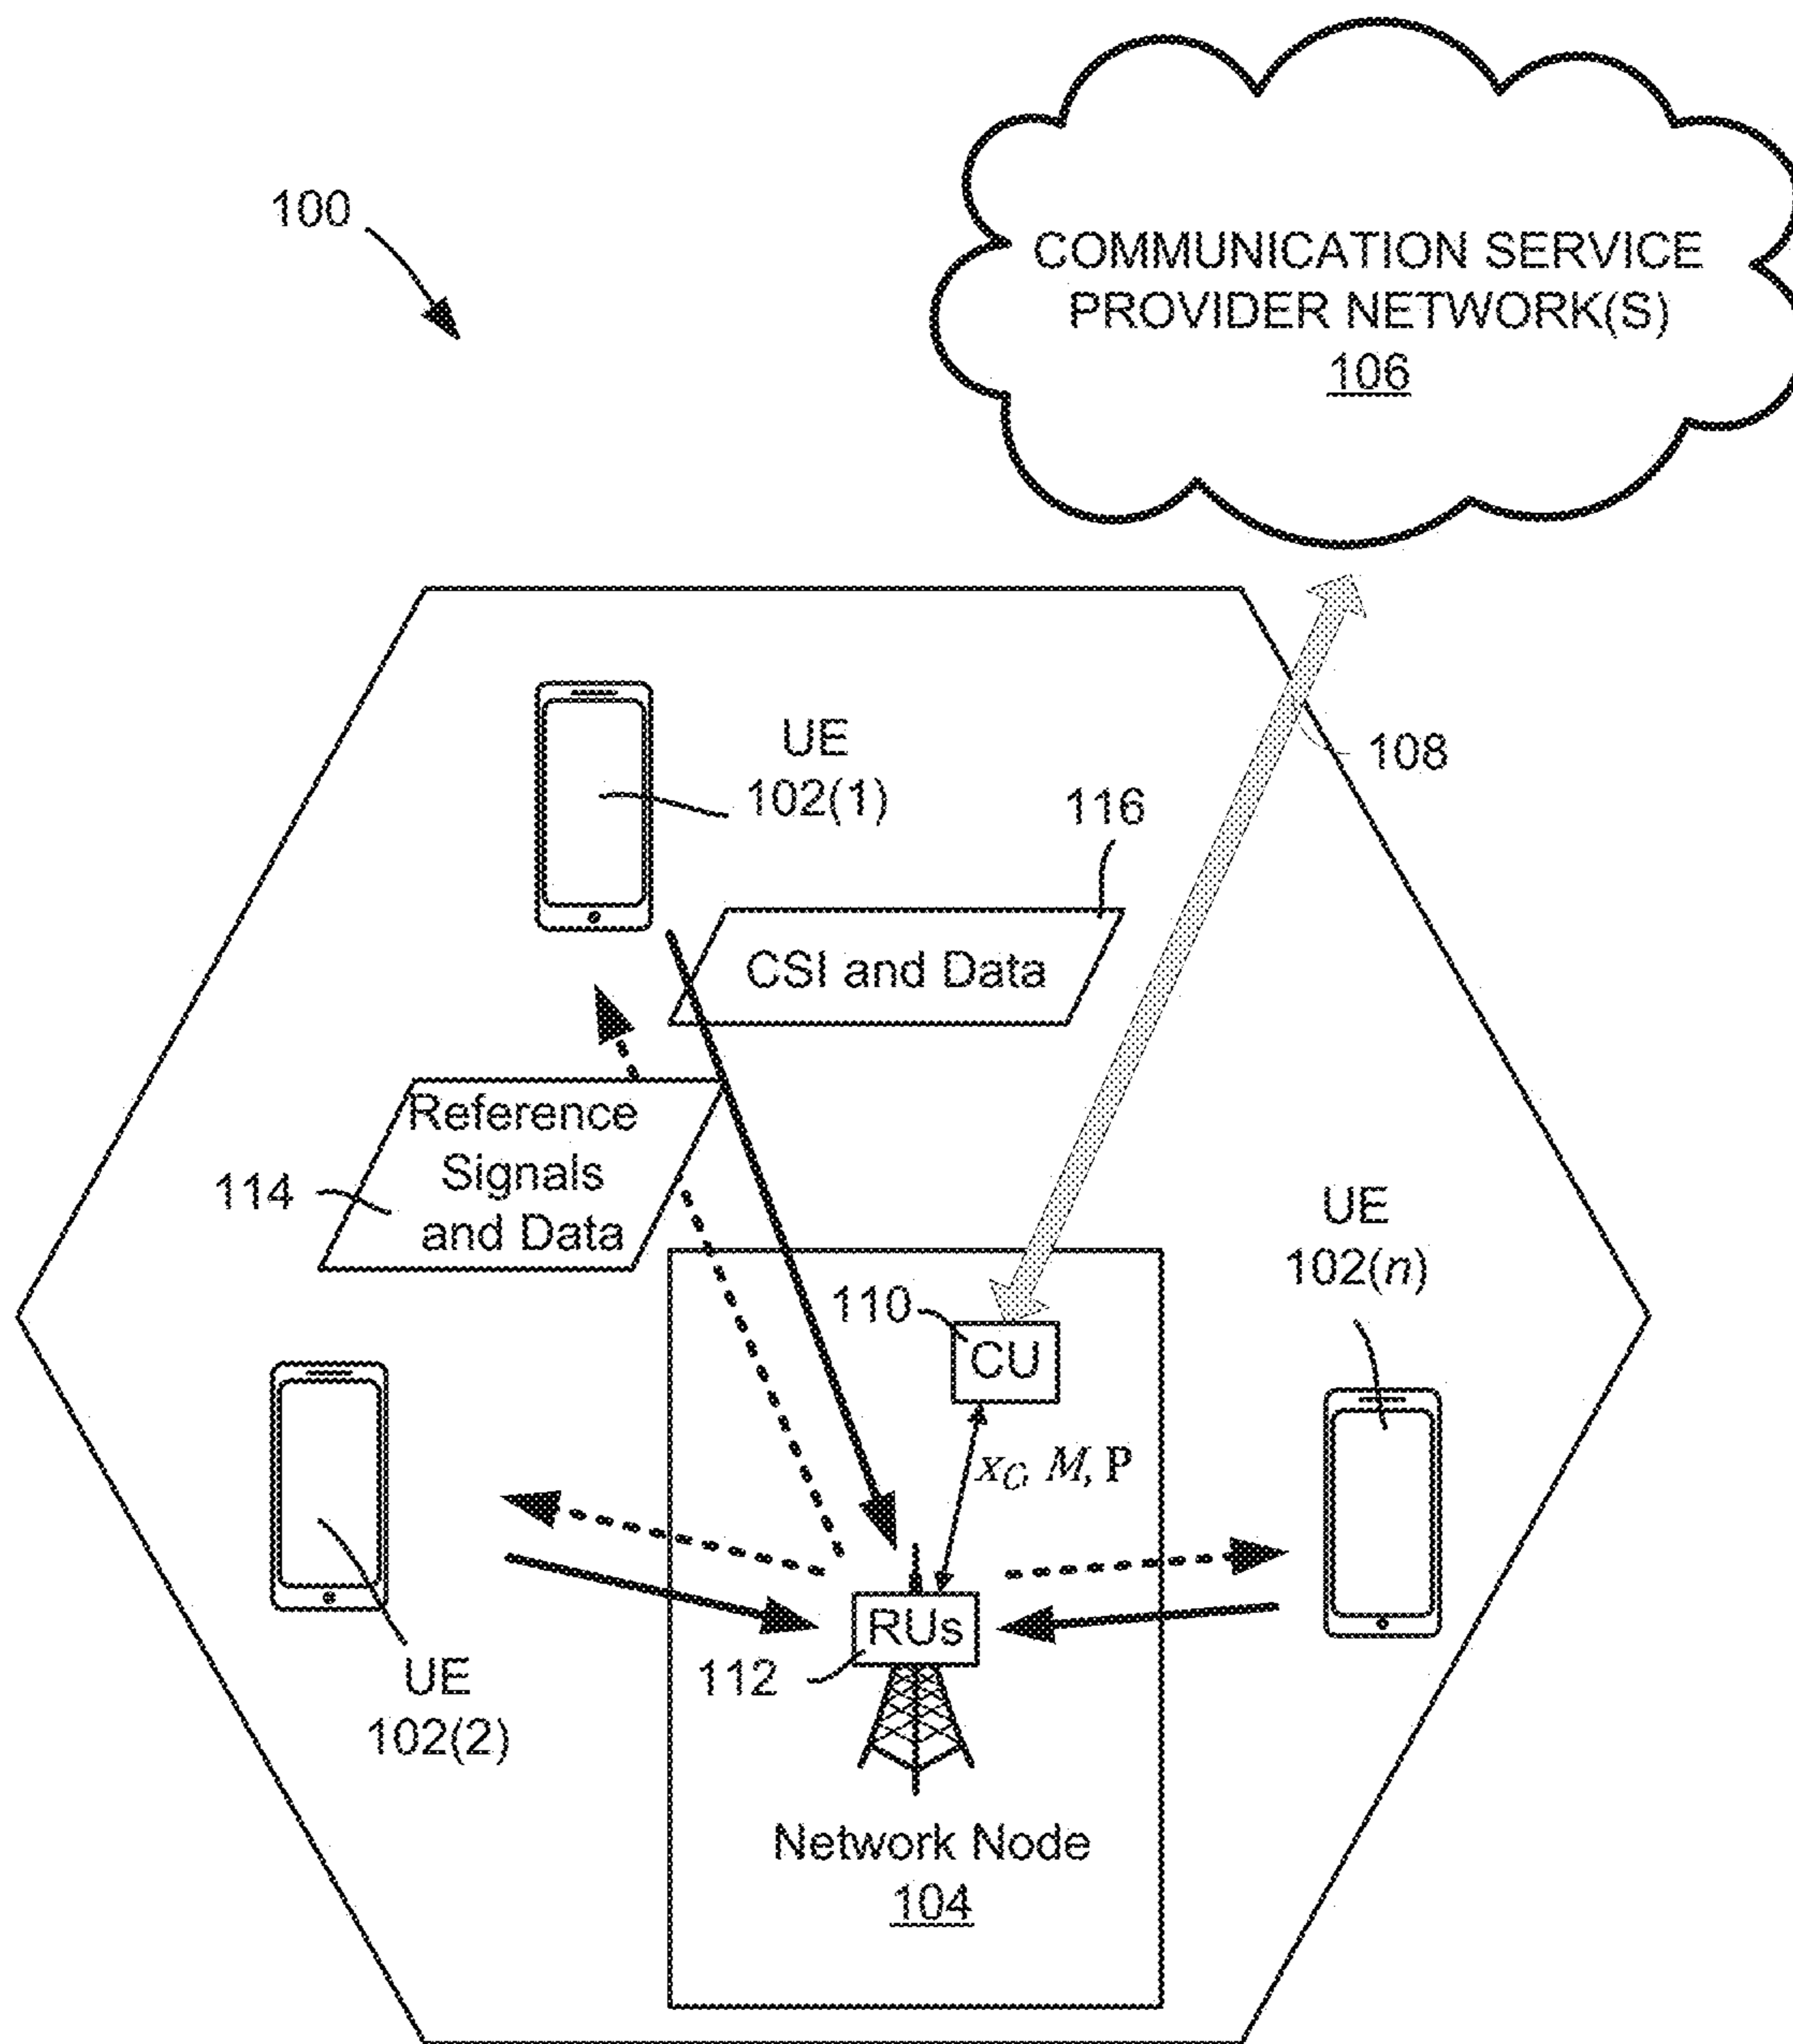 100
COMMUNICATION SERVICE
PROVIDER NETWORK(S)
106
108
UE
102(1)
116
CSI and Data
Reference
Signals
and Data
114
UE
102(n)
110
CU
x_C, M, P
RUs
112
UE
102(2)
Network Node
104